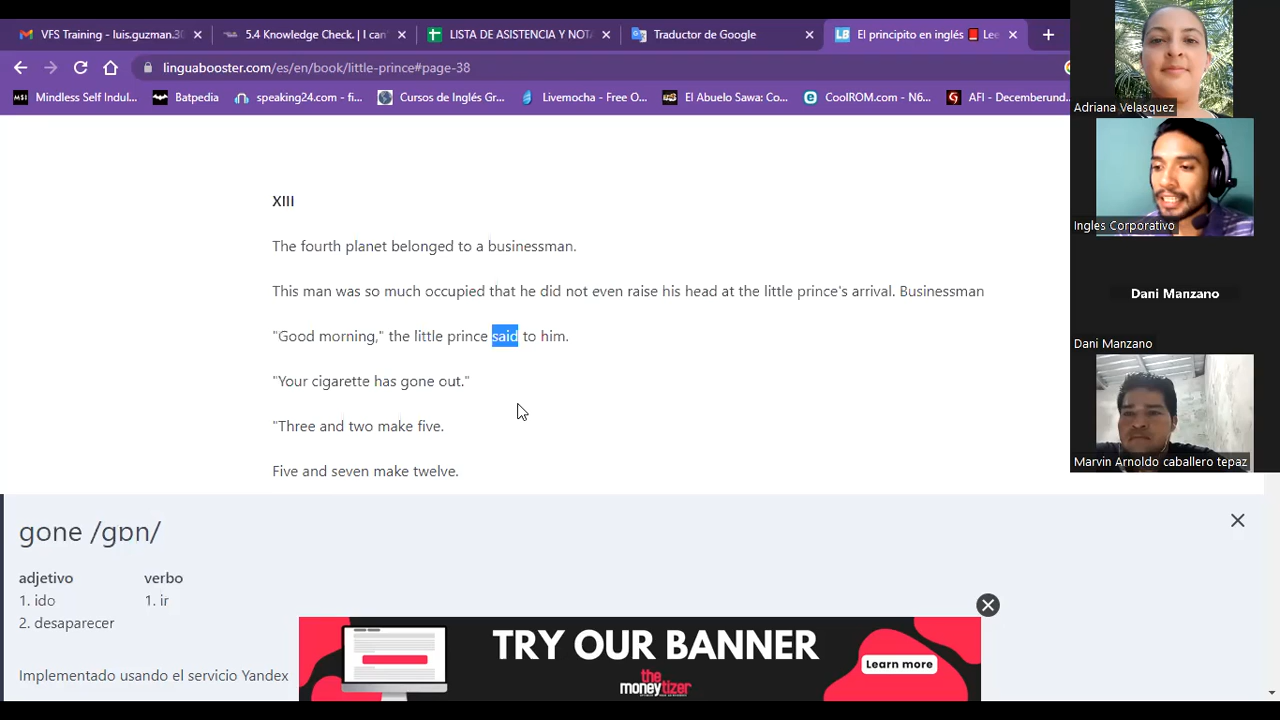 VFS Training - luis.guzman.30
5.4 Knowledge Check. | I can'
LISTA DE ASISTENCIA Y NOTA
Traductor de Google
El principito en inglés 📕 Lee
linguabooster.com/es/en/book/little-prince#page-38
Mindless Self Indul...
Batpedia
speaking24.com - fi...
Cursos de Inglés Gr...
Livemocha - Free O...
El Abuelo Sawa: Co...
CoolROM.com - N6...
AFI - Decemberund...
XIII
The fourth planet belonged to a businessman.
This man was so much occupied that he did not even raise his head at the little prince's arrival. Businessman
"Good morning," the little prince said to him.
"Your cigarette has gone out."
"Three and two make five.
Five and seven make twelve.
gone /gɒn/
adjetivo
1. ido
2. desaparecer
verbo
1. ir
Implementado usando el servicio Yandex
TRY OUR BANNER
the
moneytizer
Learn more
Adriana Velasquez
Ingles Corporativo
Dani Manzano
Dani Manzano
Marvin Arnoldo caballero tepaz